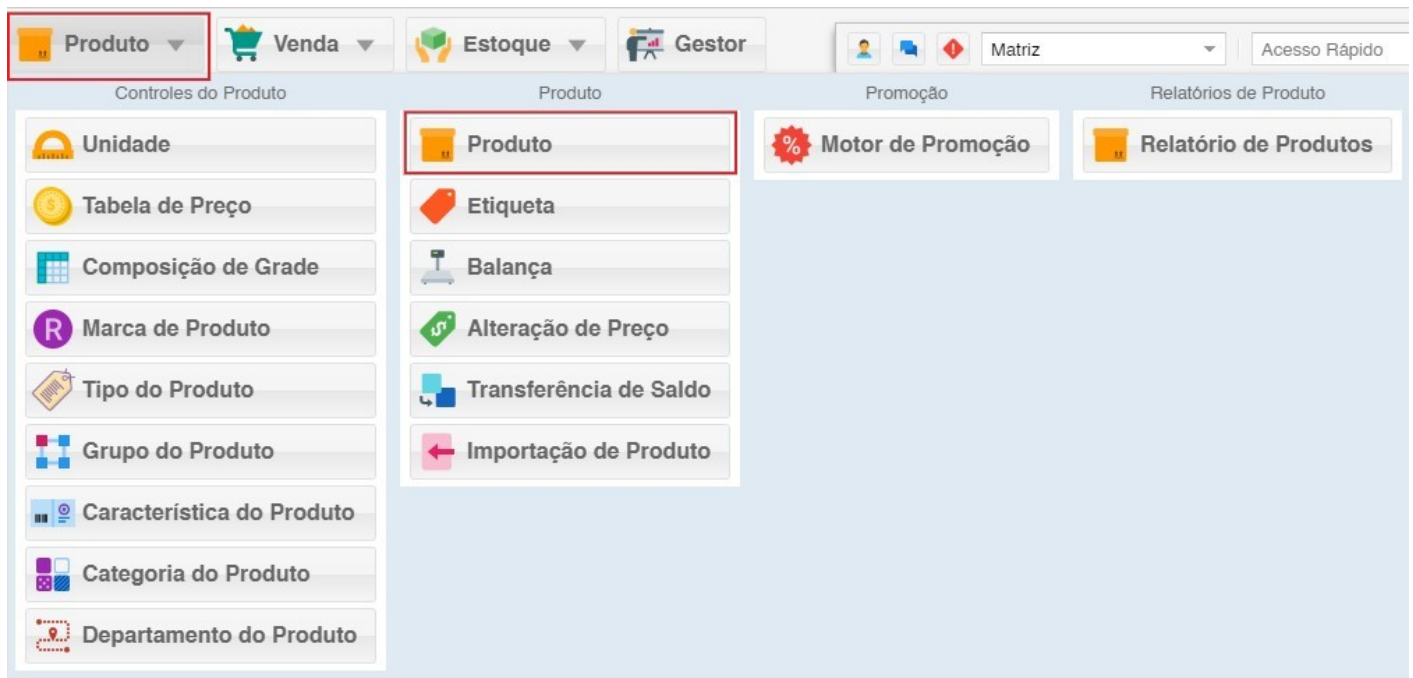 Produto
Venda
Estoque
Gestor
Matriz
Acesso Rápido
Controles do Produto
Produto
Promoção
Relatórios de Produto
Unidade
Tabela de Preço
Composição de Grade
Marca de Produto
Tipo do Produto
Grupo do Produto
Característica do Produto
Categoria do Produto
Departamento do Produto
Produto
Etiqueta
Balança
Alteração de Preço
Transferência de Saldo
Importação de Produto
Motor de Promoção
Relatório de Produtos